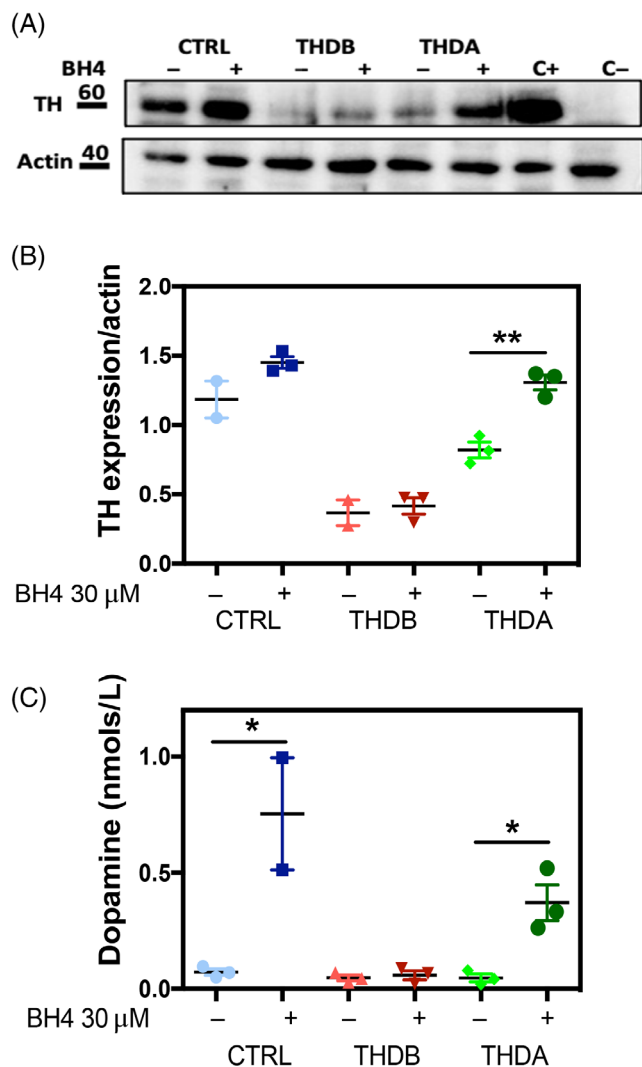 (A)
CTRL THDB THDA
BH4 – + – + – + C+ C–
TH 60
Actin 40
(B)
TH expression/actin
2.0
1.5
1.0
0.5
0.0
**
BH4 30 µM – + – + – +
CTRL THDB THDA
(C)
Dopamine (nmols/L)
1.0
0.5
0.0
* *
BH4 30 µM – + – + – +
CTRL THDB THDA